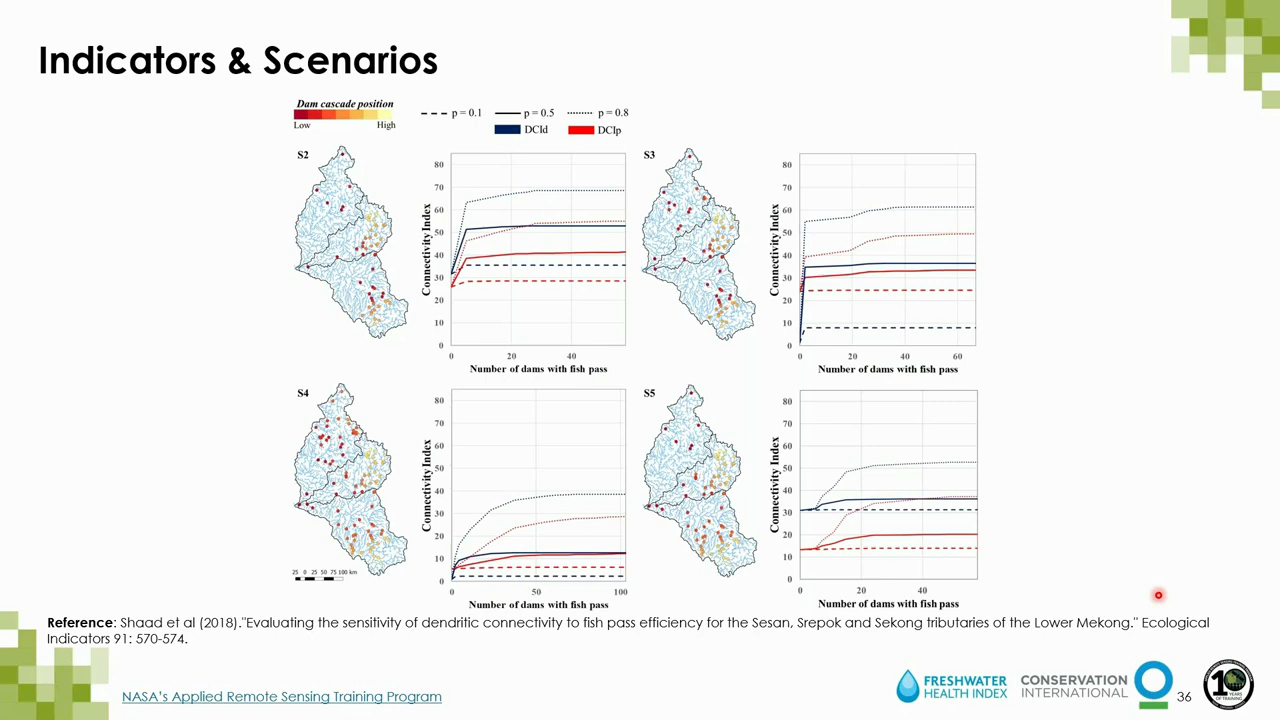 Indicators & Scenarios
Dam cascade position
Low High
p = 0.1 p = 0.5 p = 0.8
DCId DCIp
S2
Connectivity Index
80
70
60
50
40
30
20
10
0
0 20 40
Number of dams with fish pass
S3
Connectivity Index
80
70
60
50
40
30
20
10
0
0 20 40 60
Number of dams with fish pass
S4
25 0 25 50 75 100 km
Connectivity Index
80
70
60
50
40
30
20
10
0
0 50 100
Number of dams with fish pass
S5
Connectivity Index
80
70
60
50
40
30
20
10
0
0 20 40
Number of dams with fish pass
Reference: Shaad et al (2018)."Evaluating the sensitivity of dendritic connectivity to fish pass efficiency for the Sesan, Srepok and Sekong tributaries of the Lower Mekong." Ecological
Indicators 91: 570-574.
NASA's Applied Remote Sensing Training Program
FRESHWATER
HEALTH INDEX
CONSERVATION
INTERNATIONAL
36
10
YEARS
OF TRAINING